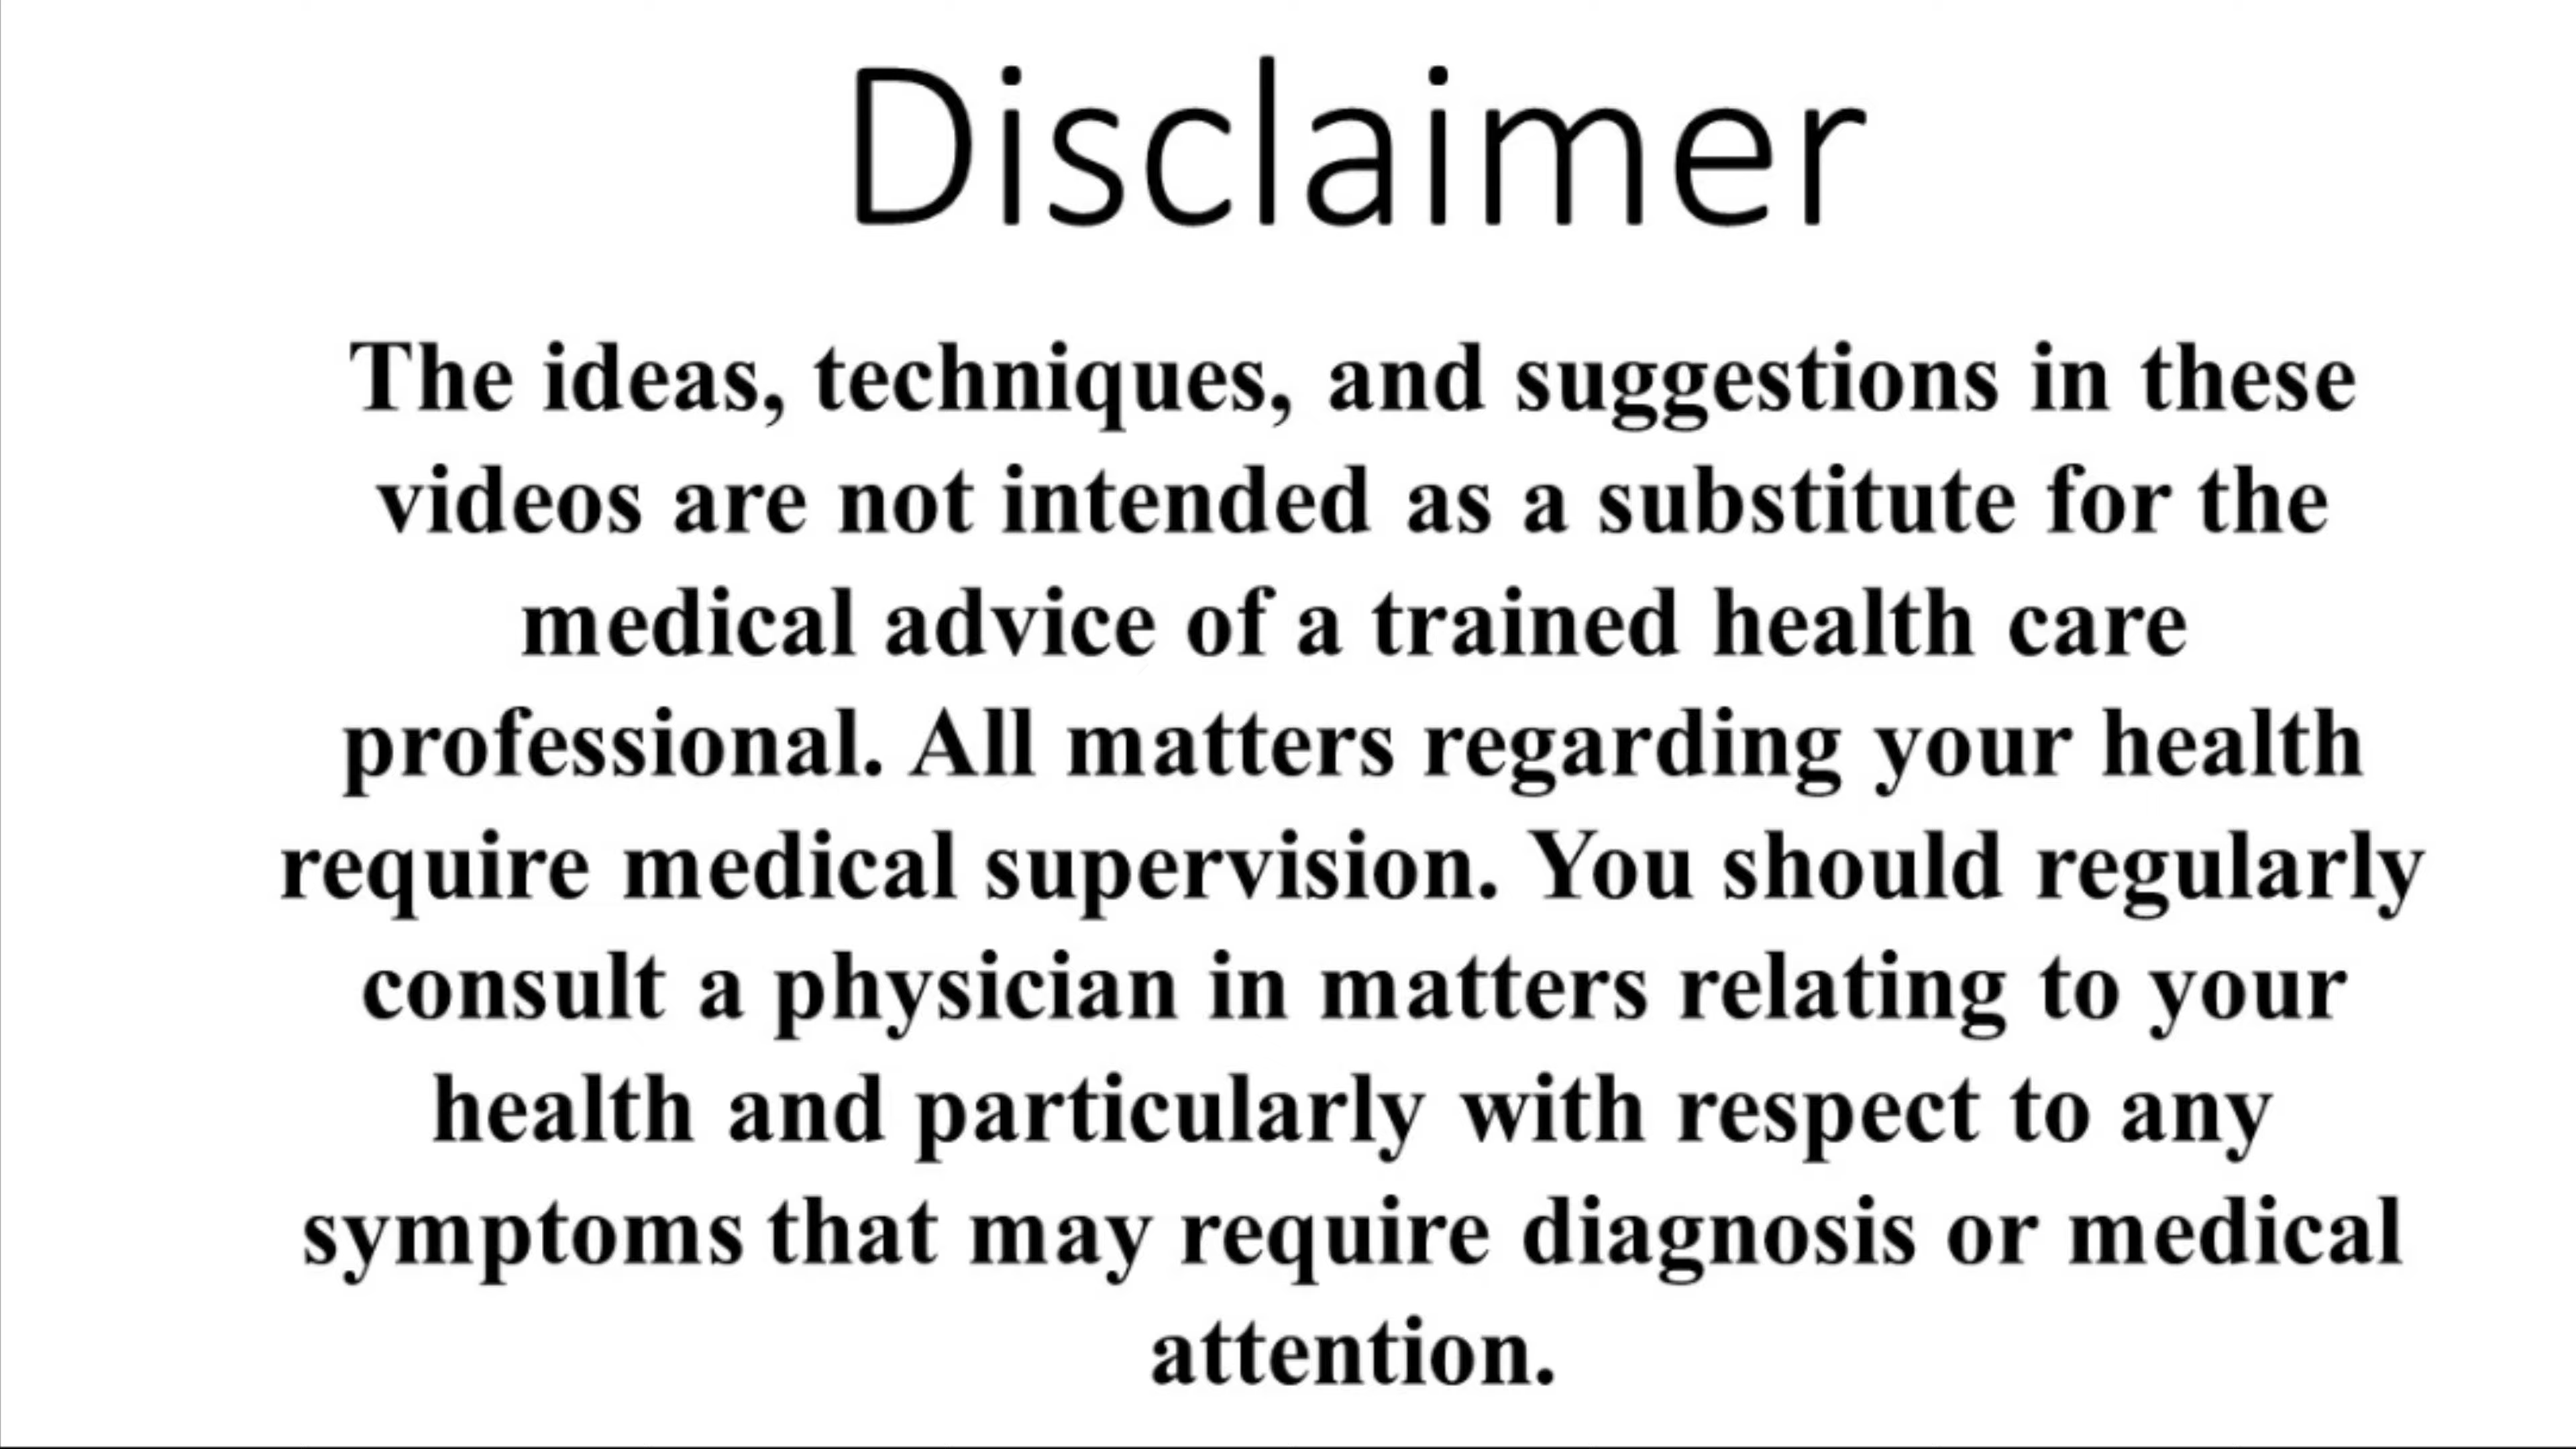 Disclaimer
The ideas, techniques, and suggestions in these
videos are not intended as a substitute for the
medical advice of a trained health care
professional. All matters regarding your health
require medical supervision. You should regularly
consult a physician in matters relating to your
health and particularly with respect to any
symptoms that may require diagnosis or medical
attention.